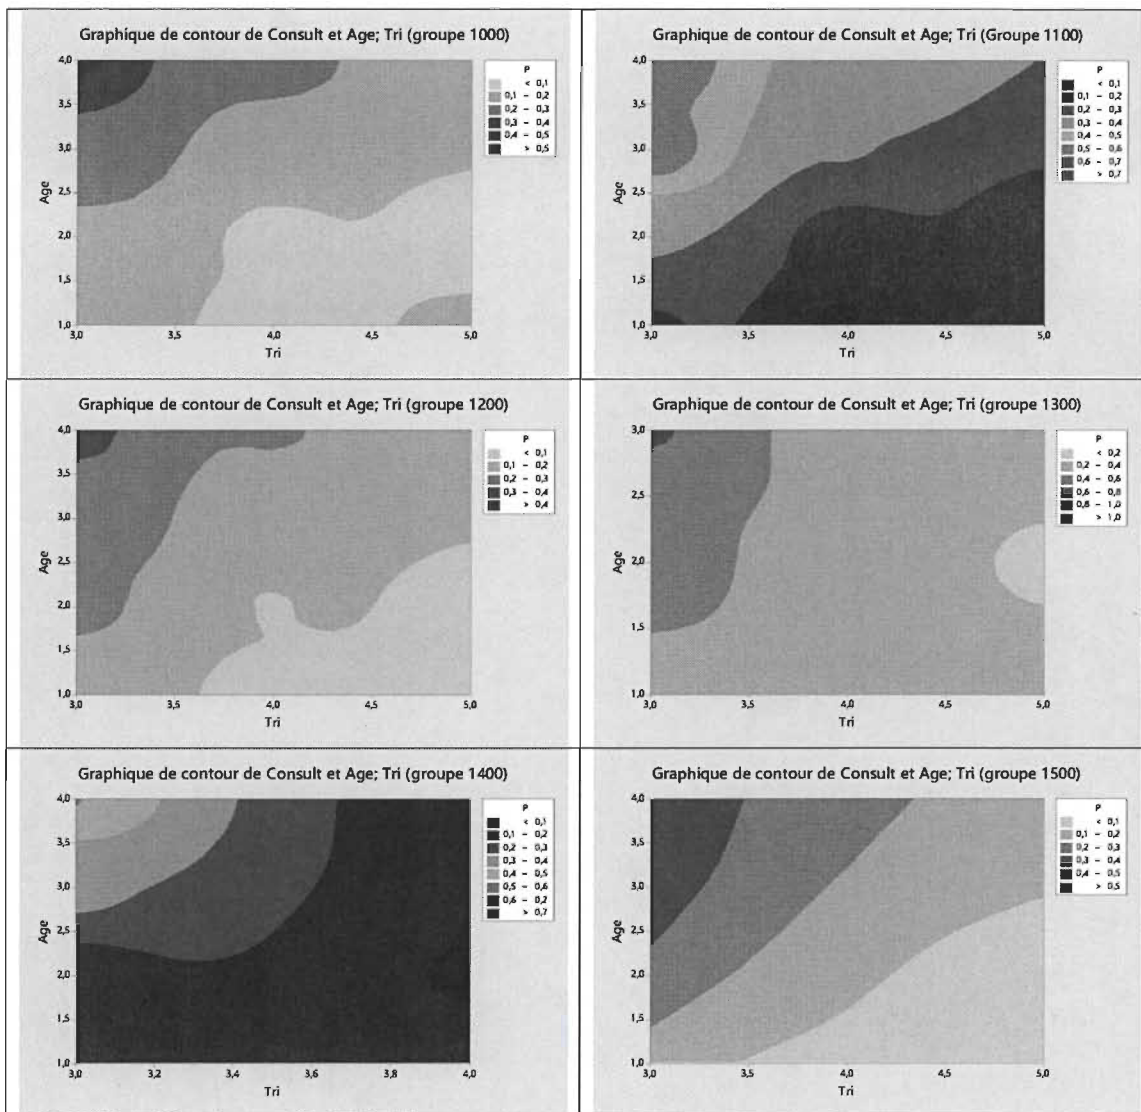 Graphique de contour de Consult et Age; Tri (groupe 1000)
4,0
3,5
3,0
2,5
2,0
1,5
1,0
Age
3,0 3,5 4,0 4,5 5,0
Tri
P
< 0,1
0,1 – 0,2
0,2 – 0,3
0,3 – 0,4
0,4 – 0,5
> 0,5
Graphique de contour de Consult et Age; Tri (Groupe 1100)
4,0
3,5
3,0
2,5
2,0
1,5
1,0
Age
3,0 3,5 4,0 4,5 5,0
Tri
P
< 0,1
0,1 – 0,2
0,2 – 0,3
0,3 – 0,4
0,4 – 0,5
0,5 – 0,6
0,6 – 0,7
> 0,7
Graphique de contour de Consult et Age; Tri (groupe 1200)
4,0
3,5
3,0
2,5
2,0
1,5
1,0
Age
3,0 3,5 4,0 4,5 5,0
Tri
P
< 0,1
0,1 – 0,2
0,2 – 0,3
0,3 – 0,4
> 0,4
Graphique de contour de Consult et Age; Tri (groupe 1300)
3,0
2,5
2,0
1,5
1,0
Age
3,0 3,5 4,0 4,5 5,0
Tri
P
< 0,2
0,2 – 0,4
0,4 – 0,6
0,6 – 0,8
0,8 – 1,0
> 1,0
Graphique de contour de Consult et Age; Tri (groupe 1400)
4,0
3,5
3,0
2,5
2,0
1,5
1,0
Age
3,0 3,2 3,4 3,6 3,8 4,0
Tri
P
< 0,1
0,1 – 0,2
0,2 – 0,3
0,3 – 0,4
0,4 – 0,5
0,5 – 0,6
0,6 – 0,2
> 0,7
Graphique de contour de Consult et Age; Tri (groupe 1500)
4,0
3,5
3,0
2,5
2,0
1,5
1,0
Age
3,0 3,5 4,0 4,5 5,0
Tri
P
< 0,1
0,1 – 0,2
0,2 – 0,3
0,3 – 0,4
0,4 – 0,5
> 0,5